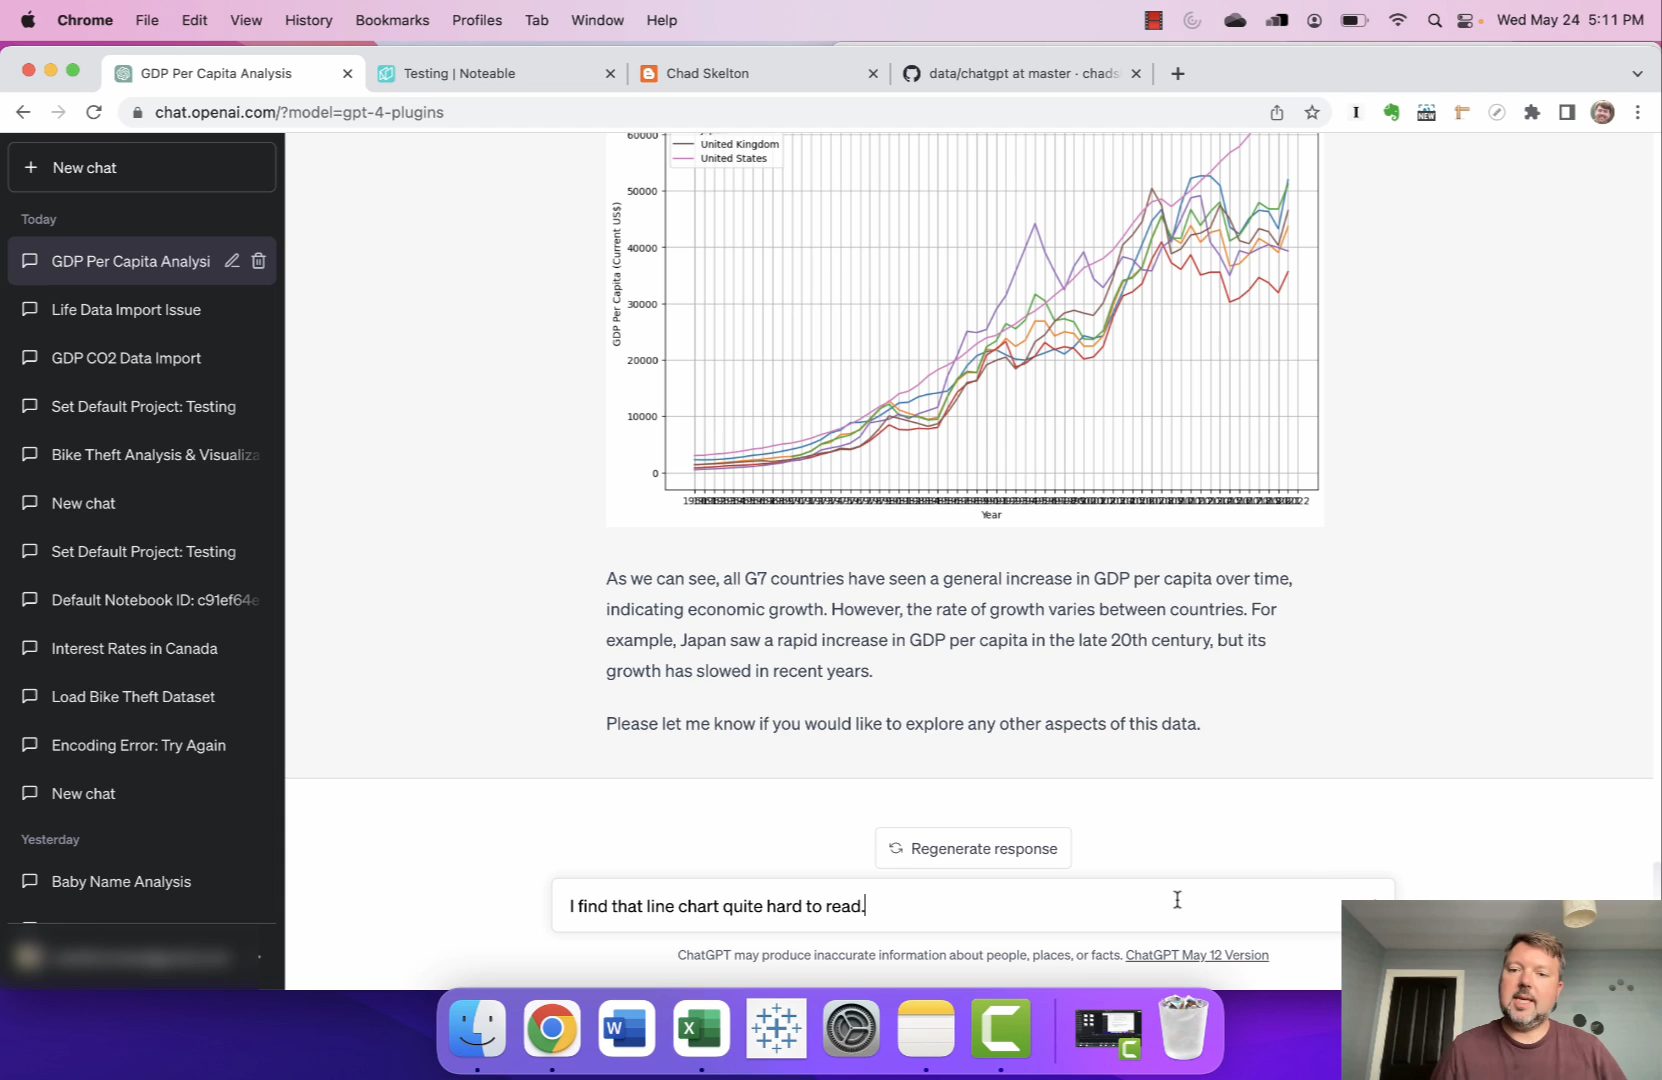 Chrome File Edit View History Bookmarks Profiles Tab Window Help Wed May 24 5:11 PM
GDP Per Capita Analysis Testing | Noteable Chad Skelton data/chatgpt at master · chads
chat.openai.com/?model=gpt-4-plugins
NEW
New chat
Today
GDP Per Capita Analysi
Life Data Import Issue
GDP CO2 Data Import
Set Default Project: Testing
Bike Theft Analysis & Visualiza
New chat
Set Default Project: Testing
Default Notebook ID: c91ef64e
Interest Rates in Canada
Load Bike Theft Dataset
Encoding Error: Try Again
New chat
Yesterday
Baby Name Analysis
United Kingdom
United States
60000
50000
40000
30000
20000
10000
0
GDP Per Capita (Current US$)
Year
As we can see, all G7 countries have seen a general increase in GDP per capita over time,
indicating economic growth. However, the rate of growth varies between countries. For
example, Japan saw a rapid increase in GDP per capita in the late 20th century, but its
growth has slowed in recent years.
Please let me know if you would like to explore any other aspects of this data.
Regenerate response
I find that line chart quite hard to read.
ChatGPT may produce inaccurate information about people, places, or facts. ChatGPT May 12 Version